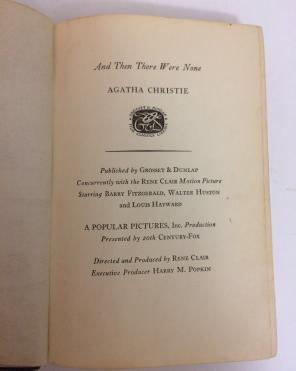 And Then There Were None
AGATHA CHRISTIE
Published by GROSSET & DUNLAP
Concurrently with the RENE CLAIR Motion Picture
Starring BARRY FITZGERALD, WALTER HUSTON
and LOUIS HAYWARD
A POPULAR PICTURES, Inc. Production
Presented by 20th CENTURY-FOX
Directed and Produced by RENE CLAIR
Executive Producer HARRY M. POPKIN